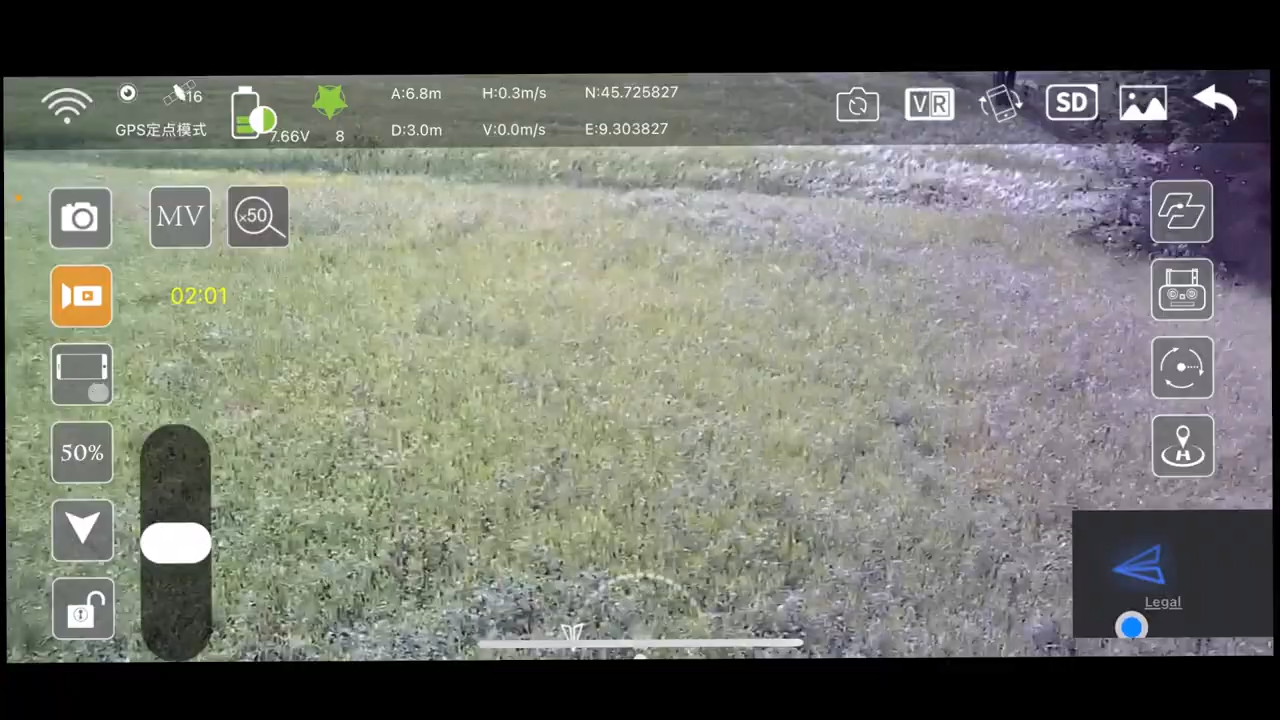 16
GPS定点模式
7.66V
8
A:6.8m
H:0.3m/s
N:45.725827
D:3.0m
V:0.0m/s
E:9.303827
VR
SD
MV
x50
02:01
50%
H
Legal